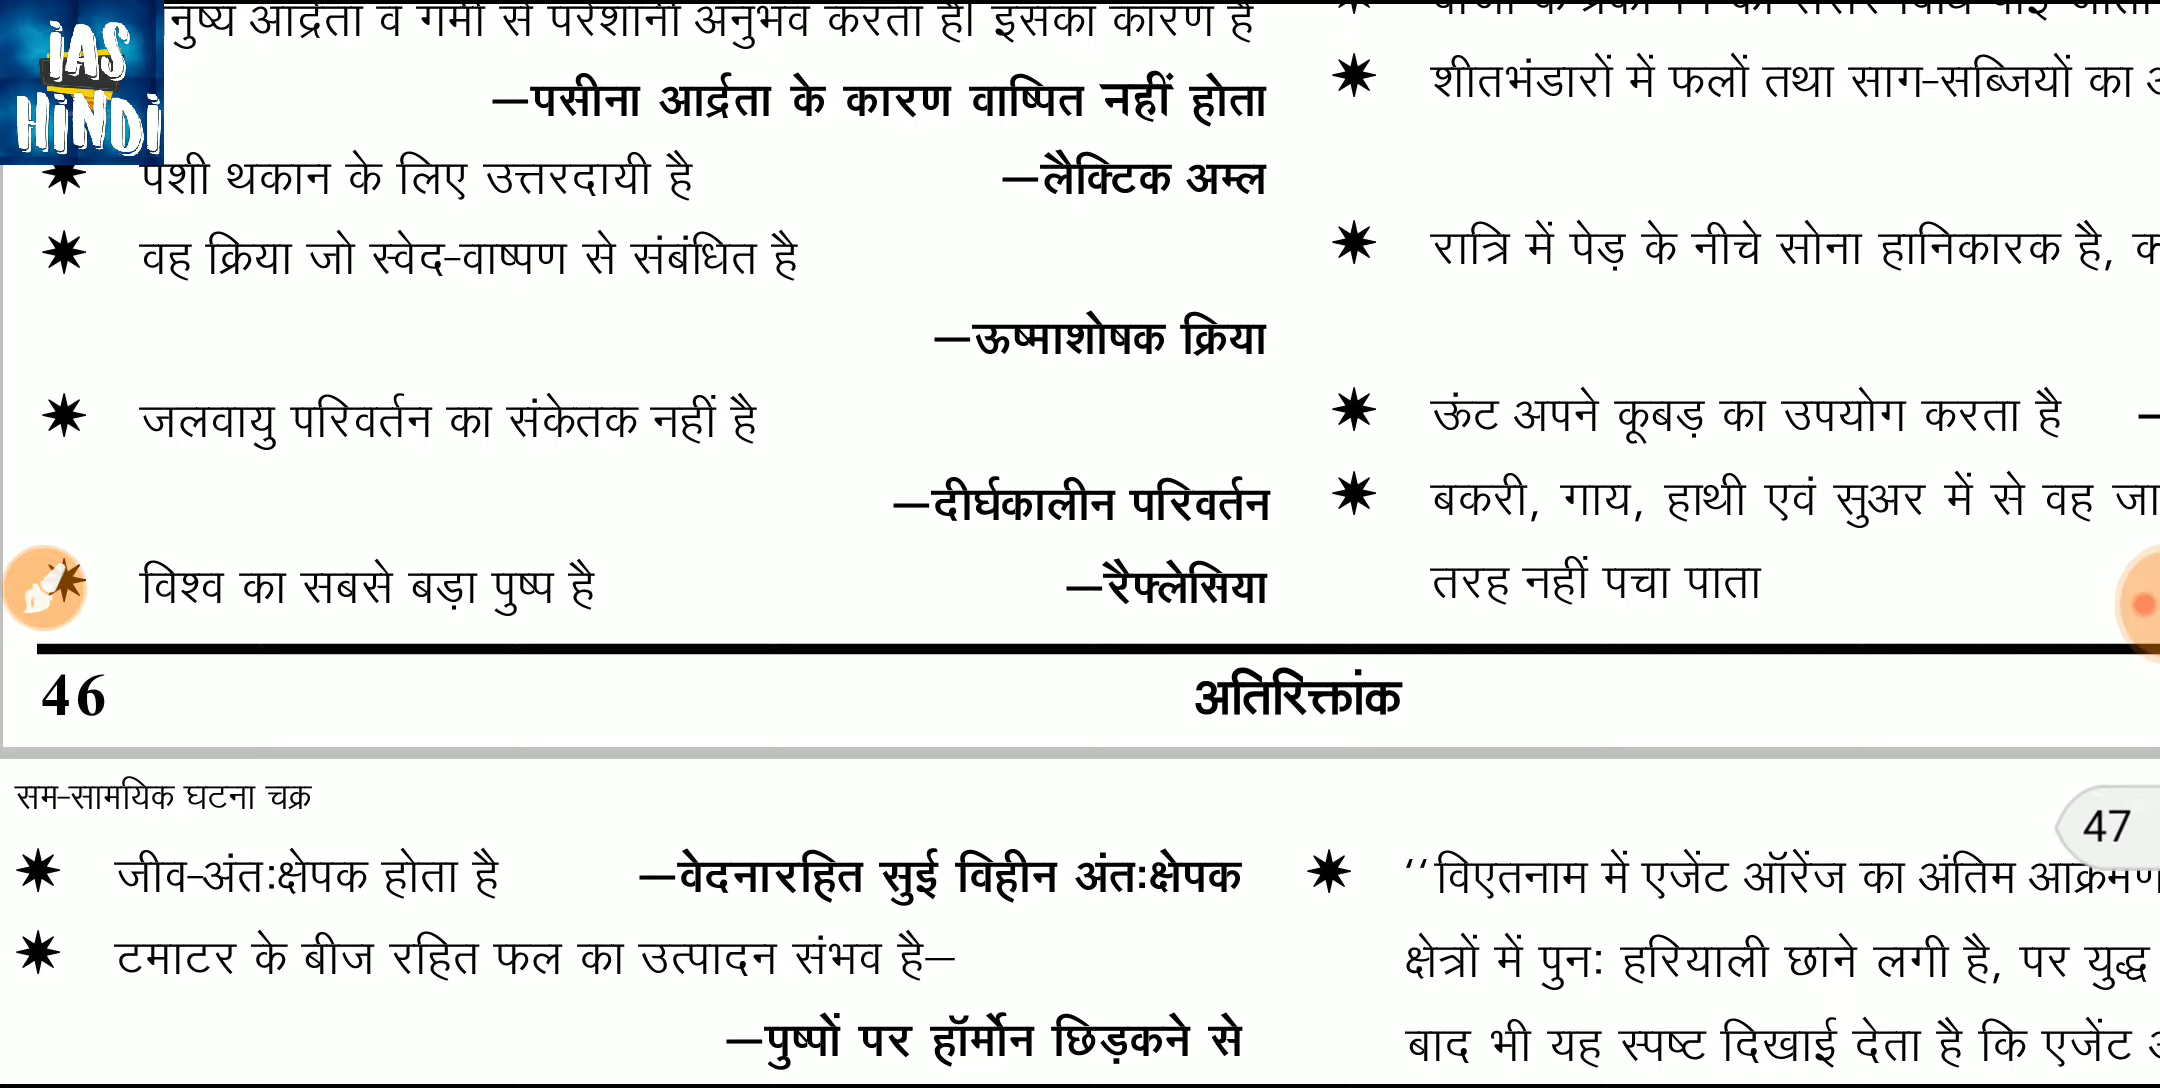 iAS
HiNDi
आर्द्रता व गर्मी से परेशानी अनुभव करता है। इसका कारण है
—पसीना आर्द्रता के कारण वाष्पित नहीं होता
पेशी थकान के लिए उत्तरदायी है —लैक्टिक अम्ल
वह क्रिया जो स्वेद-वाष्पण से संबंधित है
—ऊष्माशोषक क्रिया
जलवायु परिवर्तन का संकेतक नहीं है
—दीर्घकालीन परिवर्तन
विश्व का सबसे बड़ा पुष्प है —रैफ्लेसिया
शीतभंडारों में फलों तथा साग-सब्जियों का
रात्रि में पेड़ के नीचे सोना हानिकारक है,
ऊंट अपने कूबड़ का उपयोग करता है —
बकरी, गाय, हाथी एवं सुअर में से वह
तरह नहीं पचा पाता
46 अतिरिक्तांक
सम-सामयिक घटना चक्र
47
जीव-अंतःक्षेपक होता है —वेदनारहित सुई विहीन अंतःक्षेपक
टमाटर के बीज रहित फल का उत्पादन संभव है—
—पुष्पों पर हॉर्मोन छिड़कने से
‘‘विएतनाम में एजेंट ऑरेंज का अंतिम आक्रमण
क्षेत्रों में पुनः हरियाली छाने लगी है, पर युद्ध
बाद भी यह स्पष्ट दिखाई देता है कि एजेंट